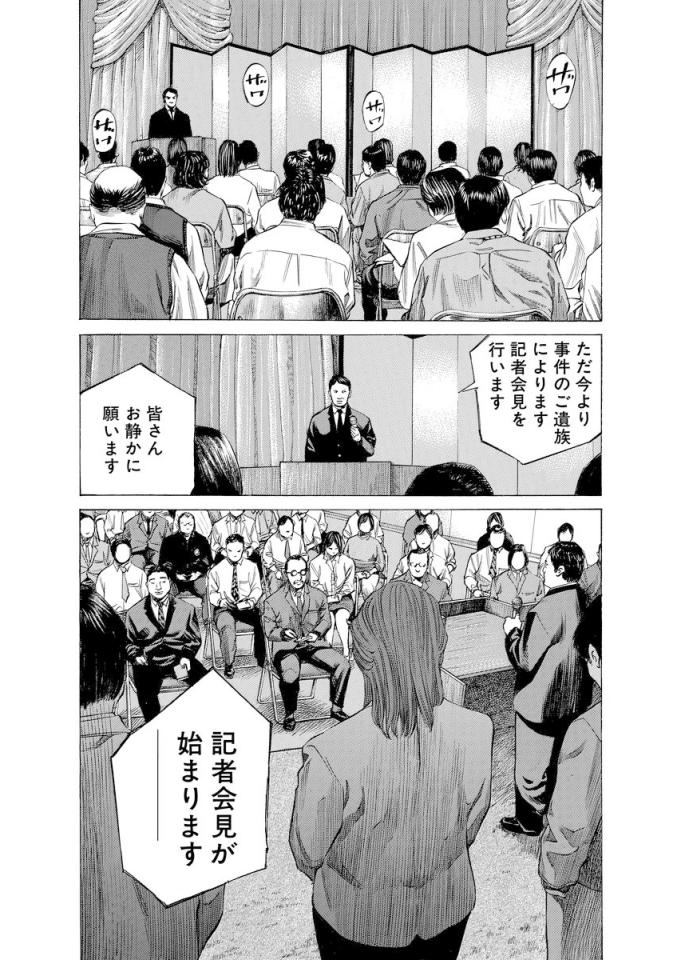 ザワ
ザワ
ザワ
ザワ
ただ今より
事件のご遺族
によります
記者会見を
行います
皆さん
お静かに
願います
記者会見が
始まります